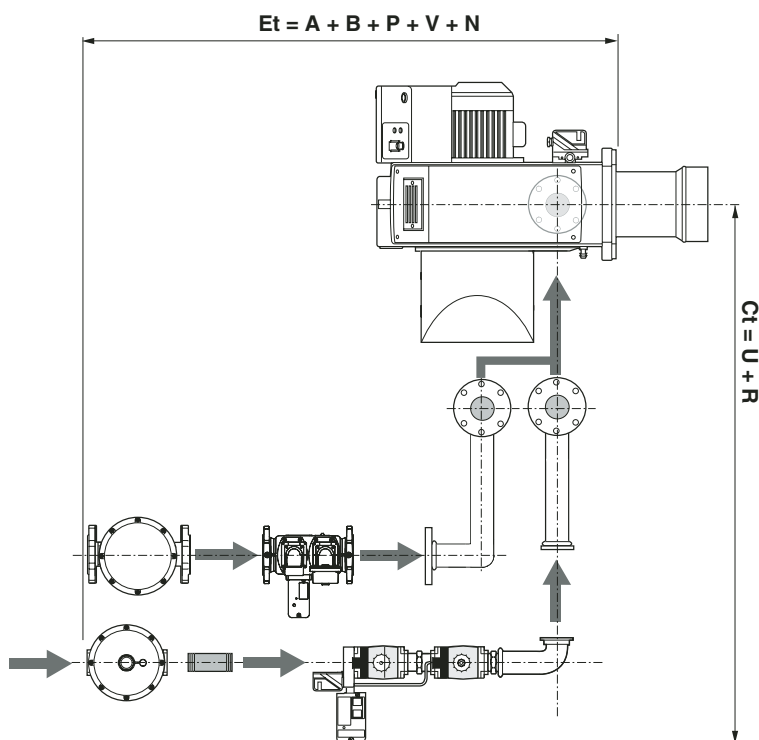 Et = A + B + P + V + N
Ct = U + R